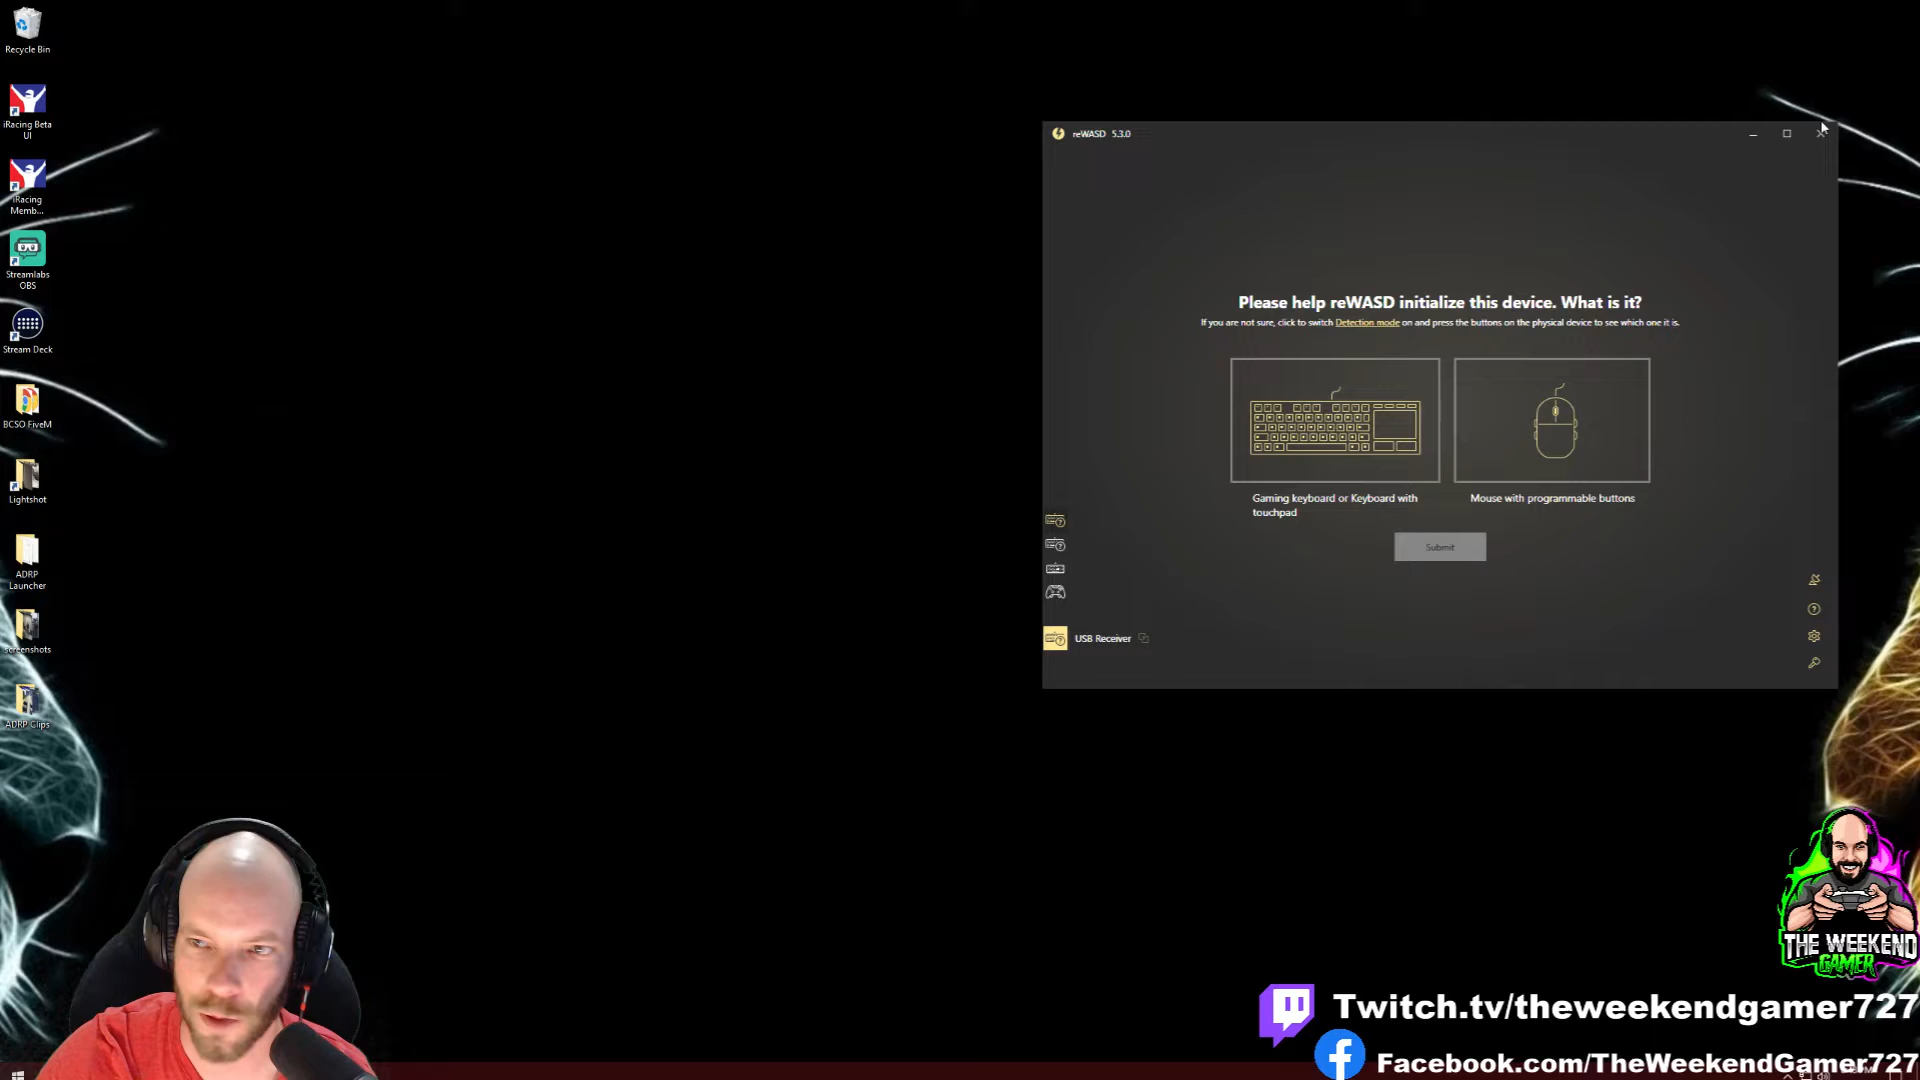 Recycle Bin
iRacing Beta
UI
iRacing
Memb...
Streamlabs
OBS
Stream Deck
BCSO FiveM
Lightshot
ADRP
Launcher
screenshots
ADRP Clips
reWASD 5.3.0
Please help reWASD initialize this device. What is it?
If you are not sure, click to switch Detection mode on and press the buttons on the physical device to see which one it is.
Gaming keyboard or Keyboard with
touchpad
Mouse with programmable buttons
Submit
USB Receiver
THE WEEKEND
GAMER
Twitch.tv/theweekendgamer727
Facebook.com/TheWeekendGamer727